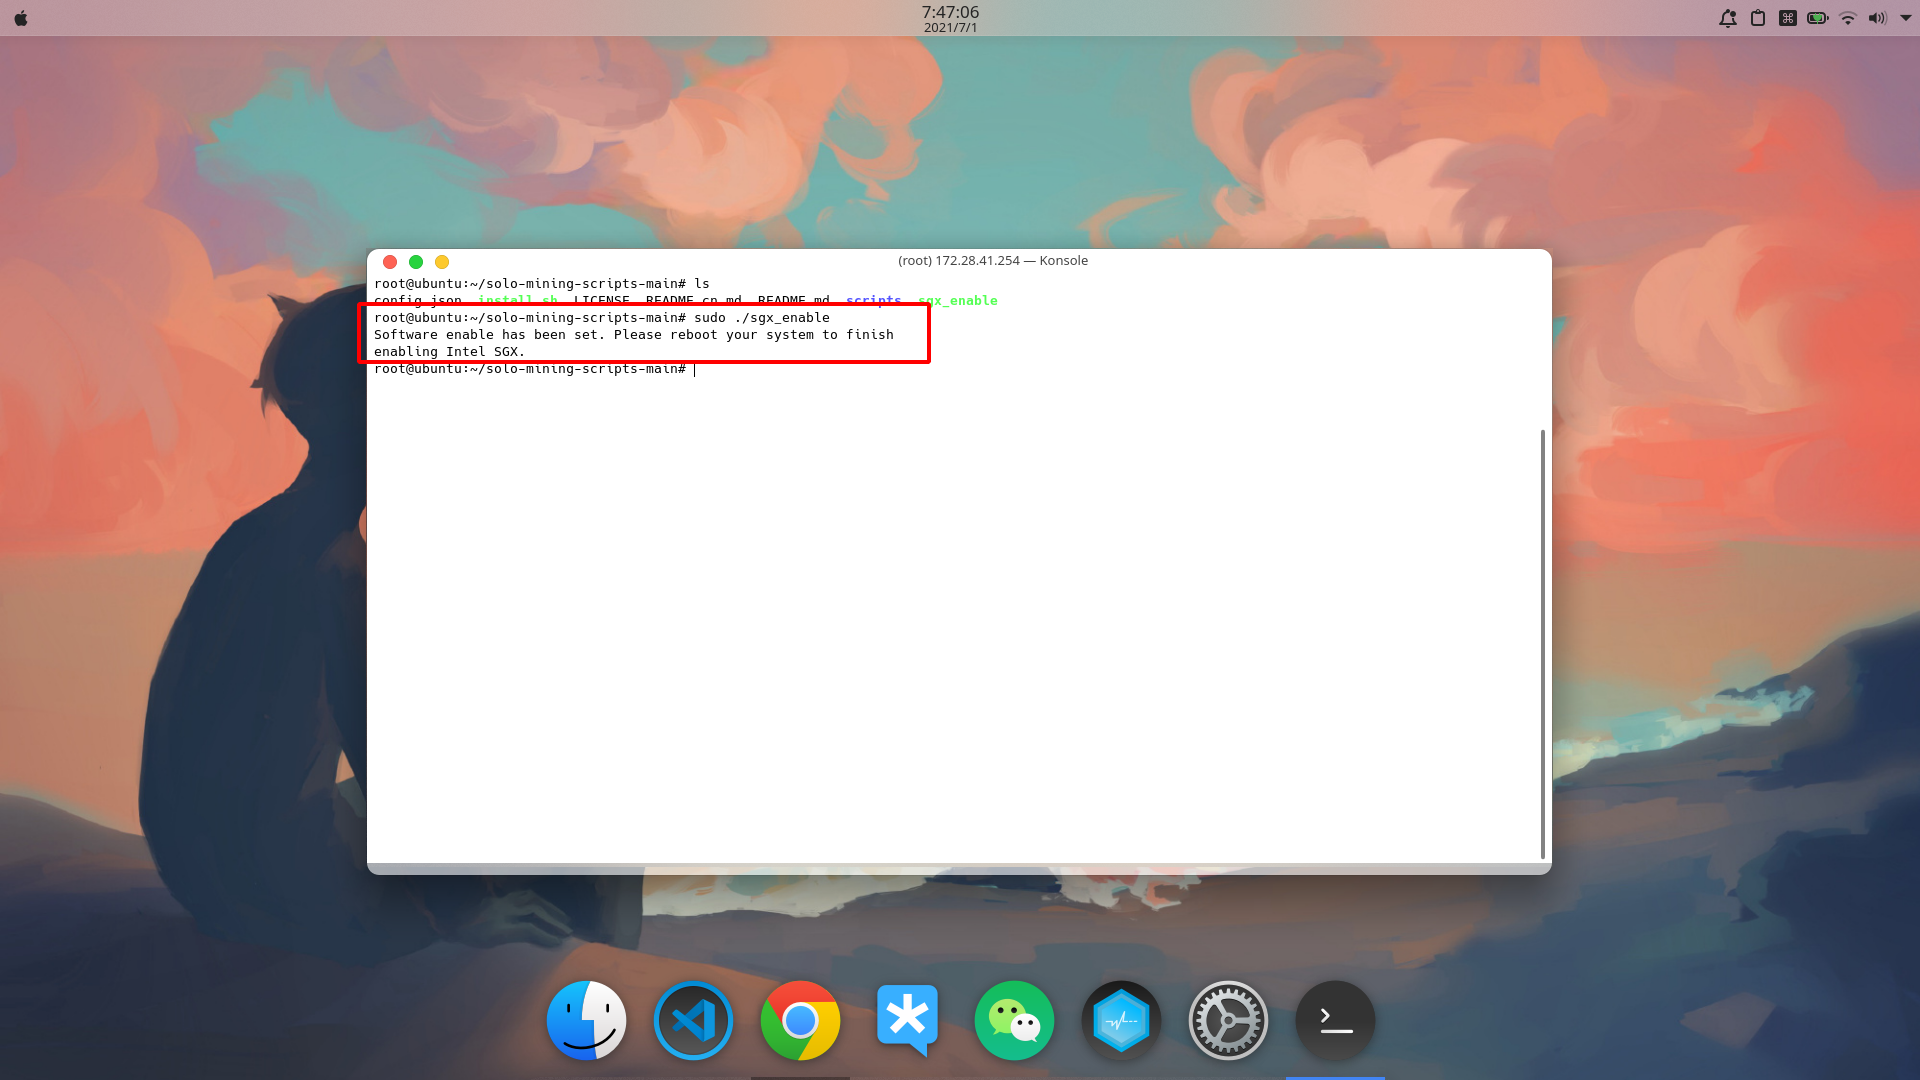 7:47:06
2021/7/1
(root) 172.28.41.254 — Konsole
root@ubuntu:~/solo-mining-scripts-main# ls
config.json install.sh LICENSE README.cn.md README.md scripts sgx_enable
root@ubuntu:~/solo-mining-scripts-main# sudo ./sgx_enable
Software enable has been set. Please reboot your system to finish
enabling Intel SGX.
root@ubuntu:~/solo-mining-scripts-main#